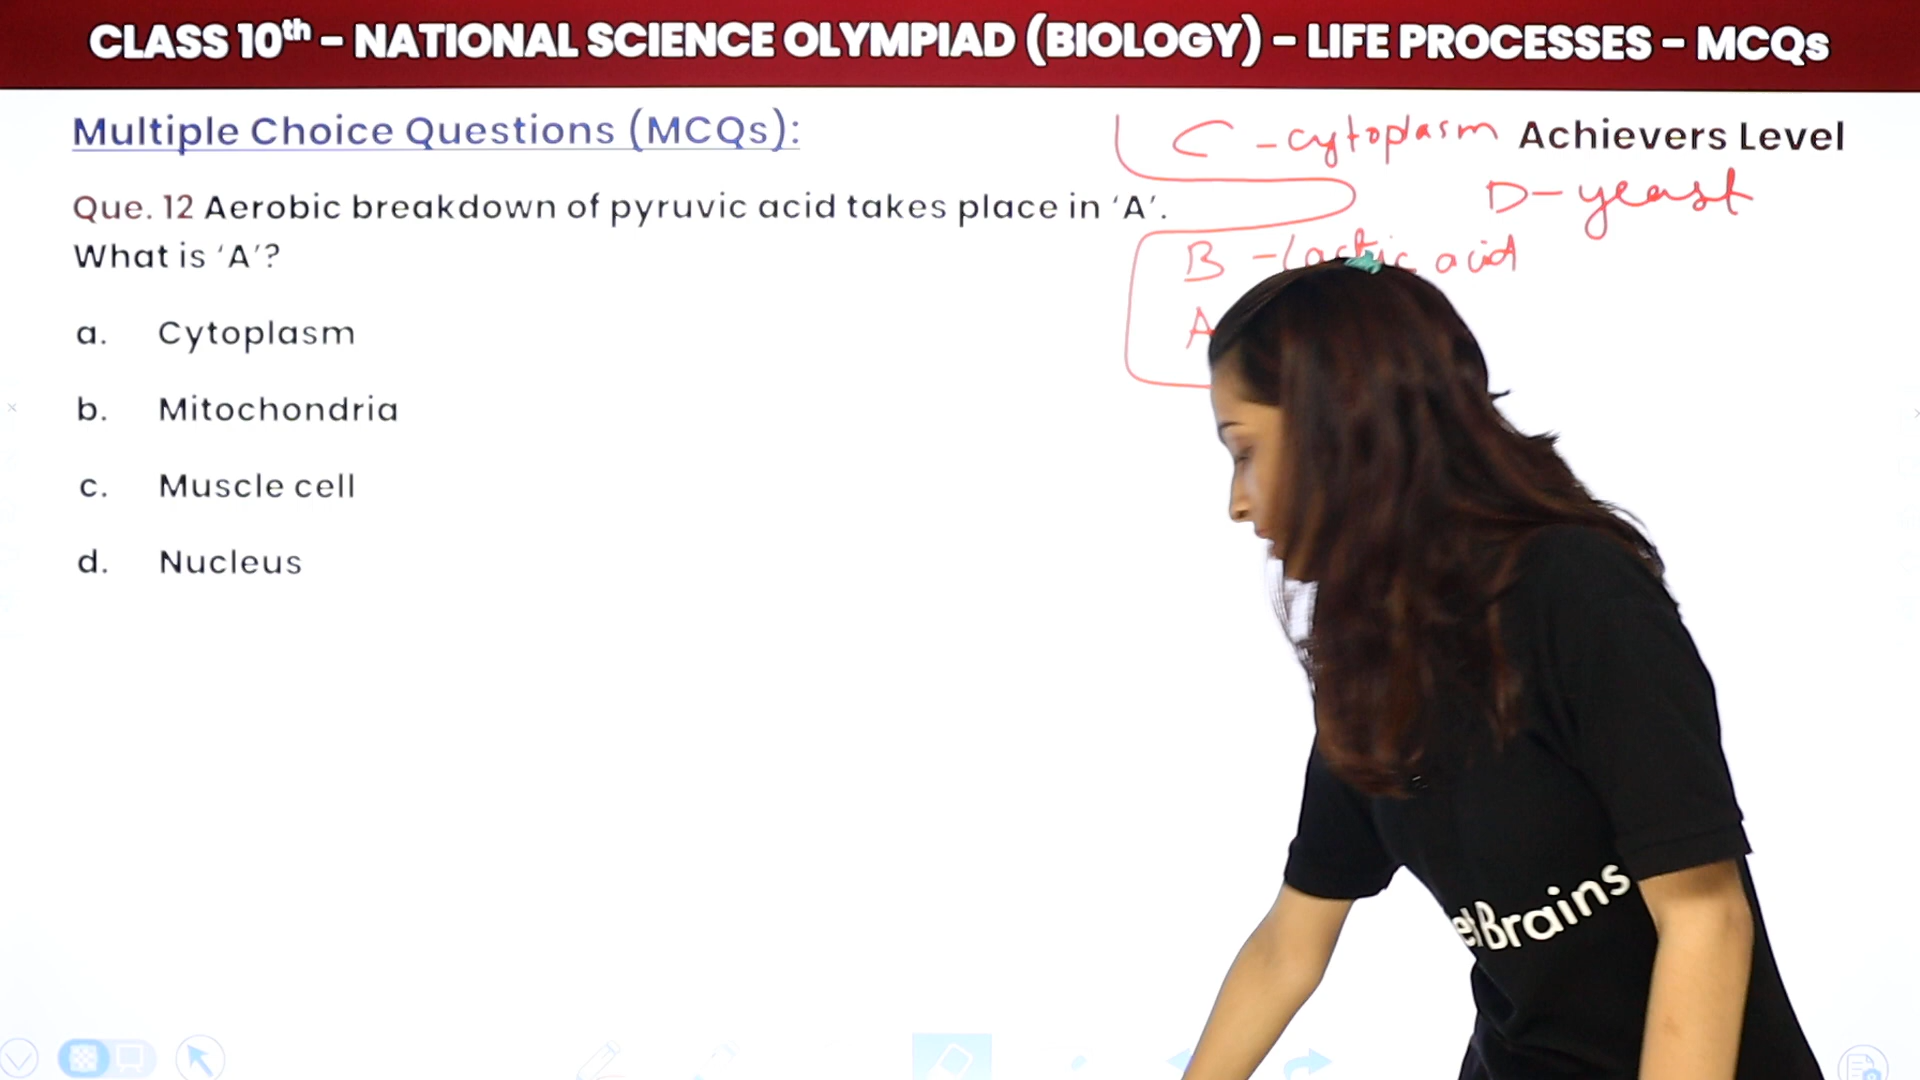 CLASS 10th – NATIONAL SCIENCE OLYMPIAD (BIOLOGY) – LIFE PROCESSES – MCQs
Multiple Choice Questions (MCQs):
Achievers Level
C - cytoplasm
D - yeast
B - lactic acid
A
Que. 12 Aerobic breakdown of pyruvic acid takes place in ‘A’.
What is ‘A’?
a. Cytoplasm
b. Mitochondria
c. Muscle cell
d. Nucleus
Brains